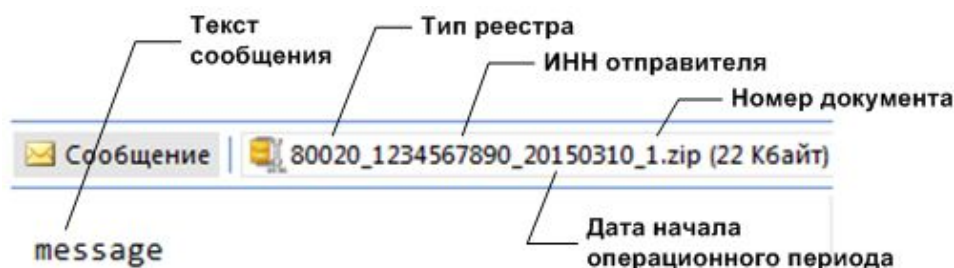 Текст
сообщения
Тип реестра
ИНН отправителя
Номер документа
Сообщение
80020_1234567890_20150310_1.zip (22 Кбайт)
Дата начала
операционного периода
message